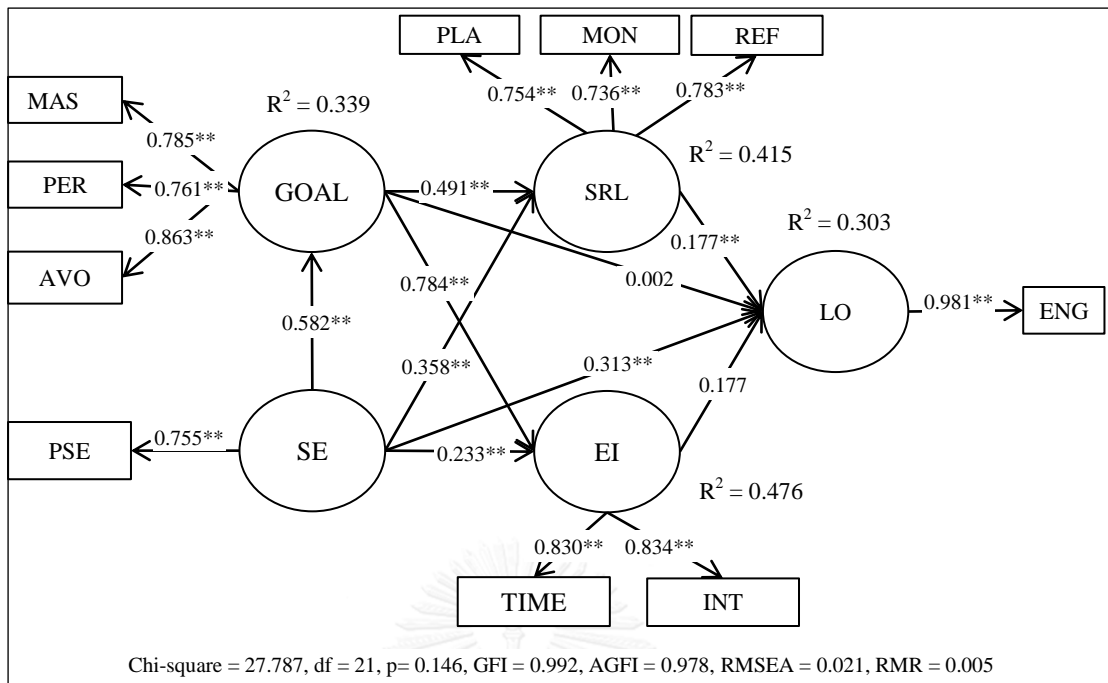 PLA
MON
REF
MAS
0.754**
0.736**
0.783**
R² = 0.339
0.785**
R² = 0.415
PER
0.761**
GOAL
0.491**
SRL
R² = 0.303
0.863**
0.177**
AVO
0.784**
0.002
LO
0.981**
ENG
0.582**
0.358**
0.313**
0.177
PSE
0.755**
SE
0.233**
EI
R² = 0.476
0.830**
0.834**
TIME
INT
Chi-square = 27.787, df = 21, p= 0.146, GFI = 0.992, AGFI = 0.978, RMSEA = 0.021, RMR = 0.005